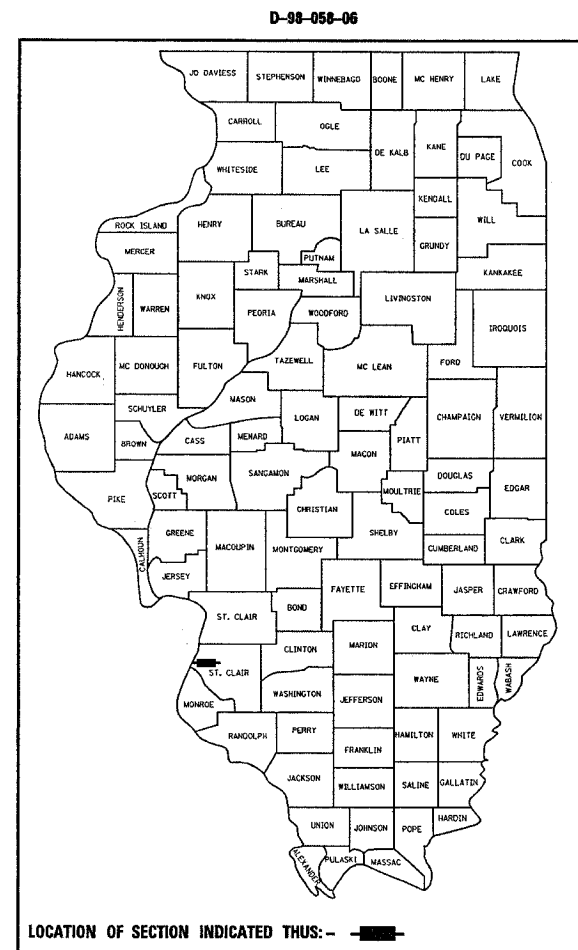 D-98-058-06
JO DAVIESS STEPHENSON WINNEBAGO BOONE MC HENRY LAKE
CARROLL OGLE DE KALB KANE DU PAGE COOK
WHITESIDE LEE
KENDALL WILL
ROCK ISLAND HENRY BUREAU LA SALLE GRUNDY
MERCER PUTNAM
STARK MARSHALL KANKAKEE
HENDERSON WARREN KNOX PEORIA WOODFORD LIVINGSTON IROQUOIS
TAZEWELL MC LEAN FORD
HANCOCK MC DONOUGH FULTON
MASON
SCHUYLER LOGAN DE WITT CHAMPAIGN VERMILION
ADAMS BROWN CASS MENARD MACON PIATT
PIKE SCOTT MORGAN SANGAMON DOUGLAS EDGAR
MOULTRIE
CHRISTIAN COLES
GREENE MACOUPIN SHELBY
CALHOUN MONTGOMERY CUMBERLAND CLARK
JERSEY
FAYETTE EFFINGHAM JASPER CRAWFORD
ST. CLAIR BOND
CLAY RICHLAND LAWRENCE
CLINTON MARION
ST. CLAIR WAYNE EDWARDS WABASH
MONROE WASHINGTON JEFFERSON
RANDOLPH PERRY HAMILTON WHITE
FRANKLIN
JACKSON WILLIAMSON SALINE GALLATIN
HARDIN
UNION JOHNSON POPE
ALEXANDER PULASKI MASSAC
LOCATION OF SECTION INDICATED THUS: -